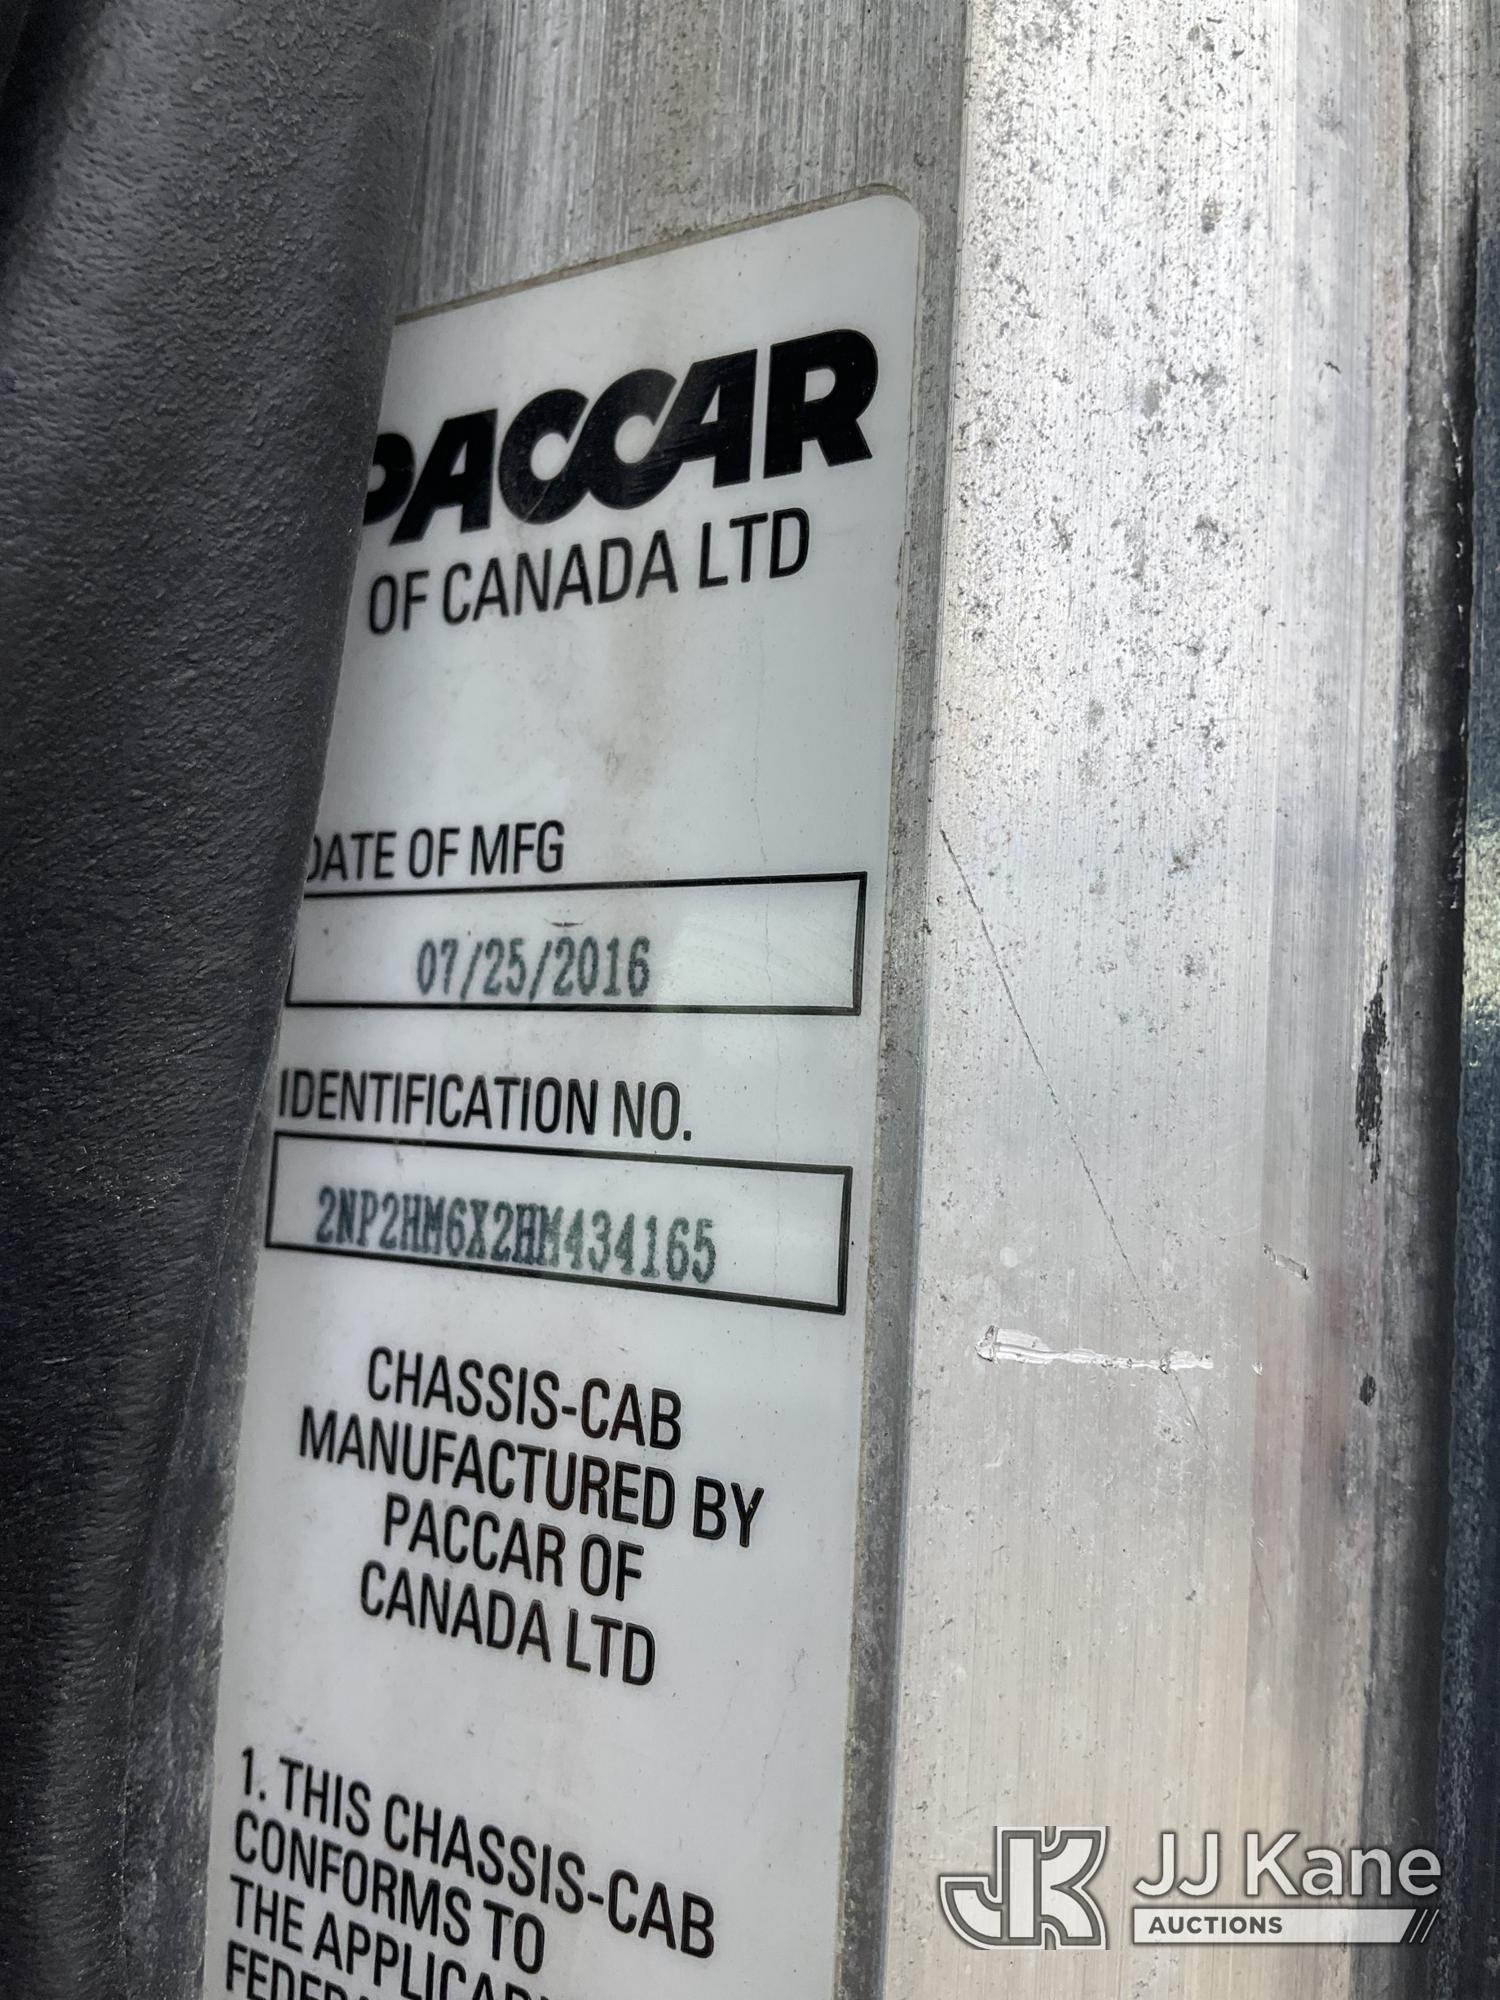 PACCAR
OF CANADA LTD
DATE OF MFG
07/25/2016
IDENTIFICATION NO.
2NP2HM6X2HM434165
CHASSIS-CAB
MANUFACTURED BY
PACCAR OF
CANADA LTD
1. THIS CHASSIS-CAB
CONFORMS TO
THE
JJ Kane
AUCTIONS